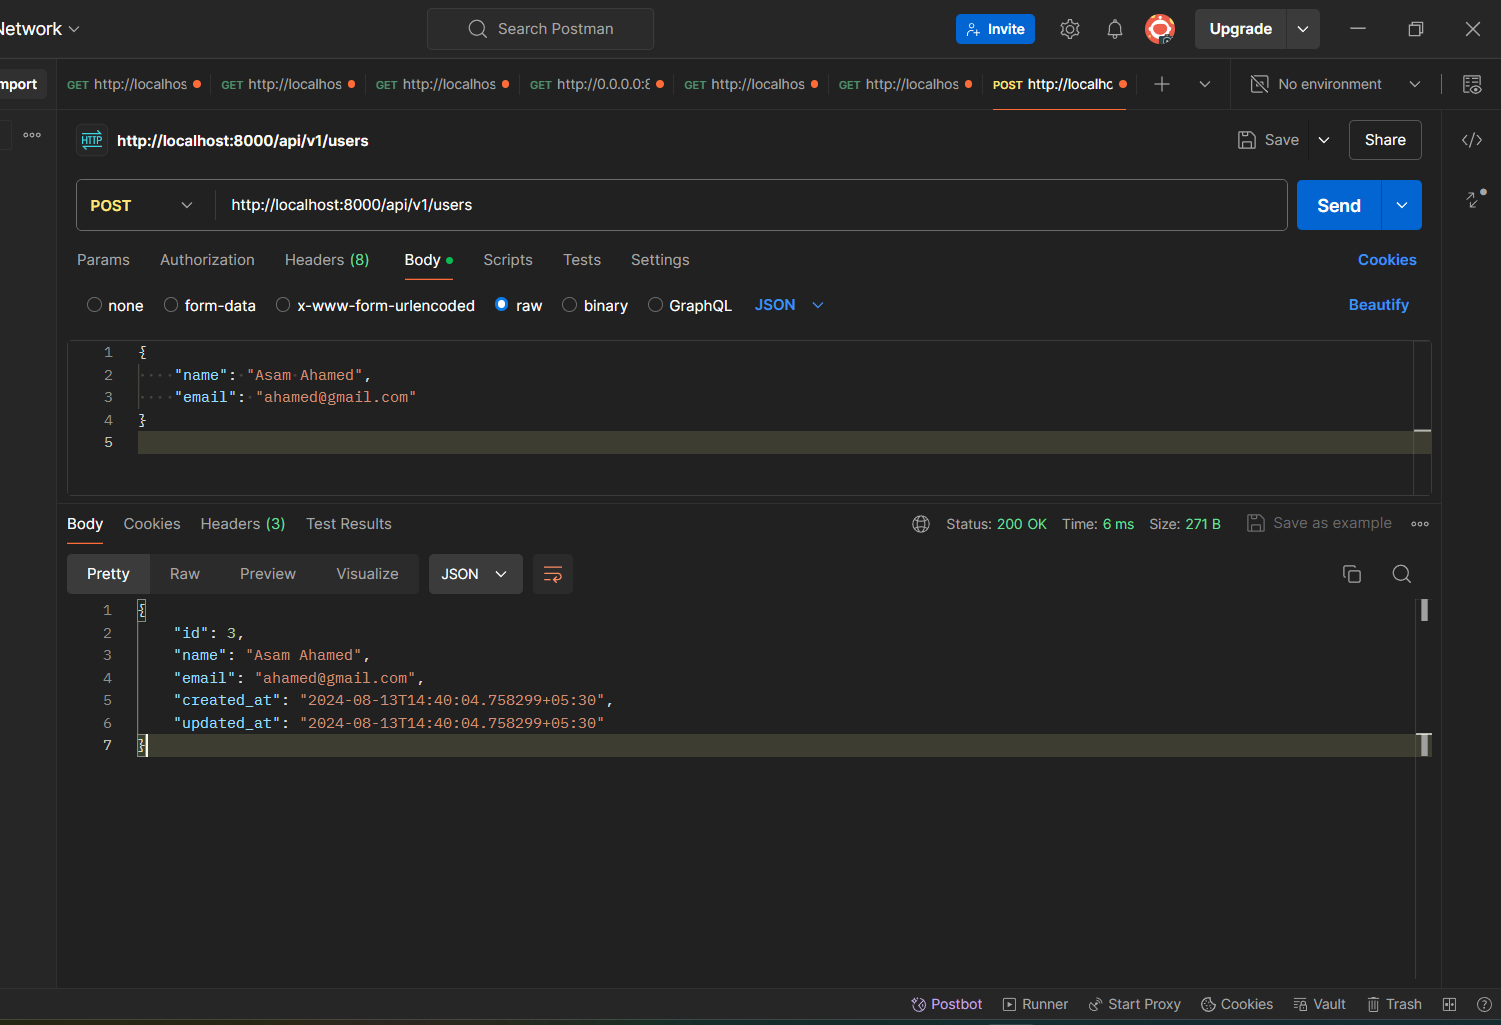 Network
Search Postman
Invite
Upgrade
Import
GET http://localhos
GET http://localhos
GET http://localhos
GET http://0.0.0.0:8
GET http://localhos
GET http://localhos
POST http://localhc
No environment
HTTP http://localhost:8000/api/v1/users
Save
Share
POST
http://localhost:8000/api/v1/users
Send
Params
Authorization
Headers (8)
Body
Scripts
Tests
Settings
Cookies
none
form-data
x-www-form-urlencoded
raw
binary
GraphQL
JSON
Beautify
1 {
2 "name": "Asam Ahamed",
3 "email": "ahamed@gmail.com"
4 }
5
Body
Cookies
Headers (3)
Test Results
Status: 200 OK
Time: 6 ms
Size: 271 B
Save as example
Pretty
Raw
Preview
Visualize
JSON
1 {
2 "id": 3,
3 "name": "Asam Ahamed",
4 "email": "ahamed@gmail.com",
5 "created_at": "2024-08-13T14:40:04.758299+05:30",
6 "updated_at": "2024-08-13T14:40:04.758299+05:30"
7 }
Postbot
Runner
Start Proxy
Cookies
Vault
Trash